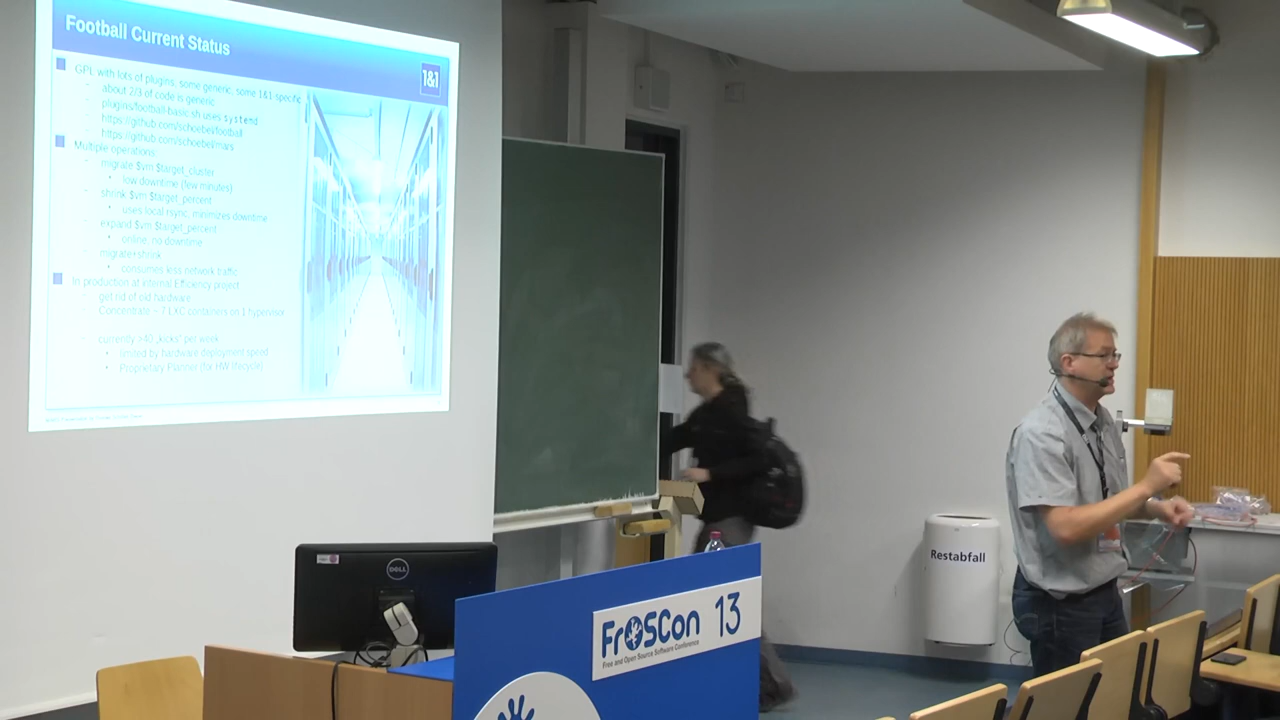 Football Current Status
1&1
GPL with lots of plugins, some generic, some 1&1 specific
about 2/3 of code is generic
plugins/football-basic.sh uses systemd
https://github.com/schoebel/football
https://github.com/schoebel/mars
Multiple operations:
migrate $vm $target_cluster
low downtime (few minutes)
shrink $vm $target_percent
uses local rsync, minimizes downtime
expand $vm $target_percent
online, no downtime
migrate+shrink
consumes less network traffic
In production at internal Efficiency project
get rid of old hardware
Concentrate ~ 7 LXC containers on 1 hypervisor
currently >40 „kicks" per week
limited by hardware deployment speed
Proprietary Planner (for HW lifecycle)
DELL
FrOSCon 13
Free and Open Source Software Conference
Restabfall